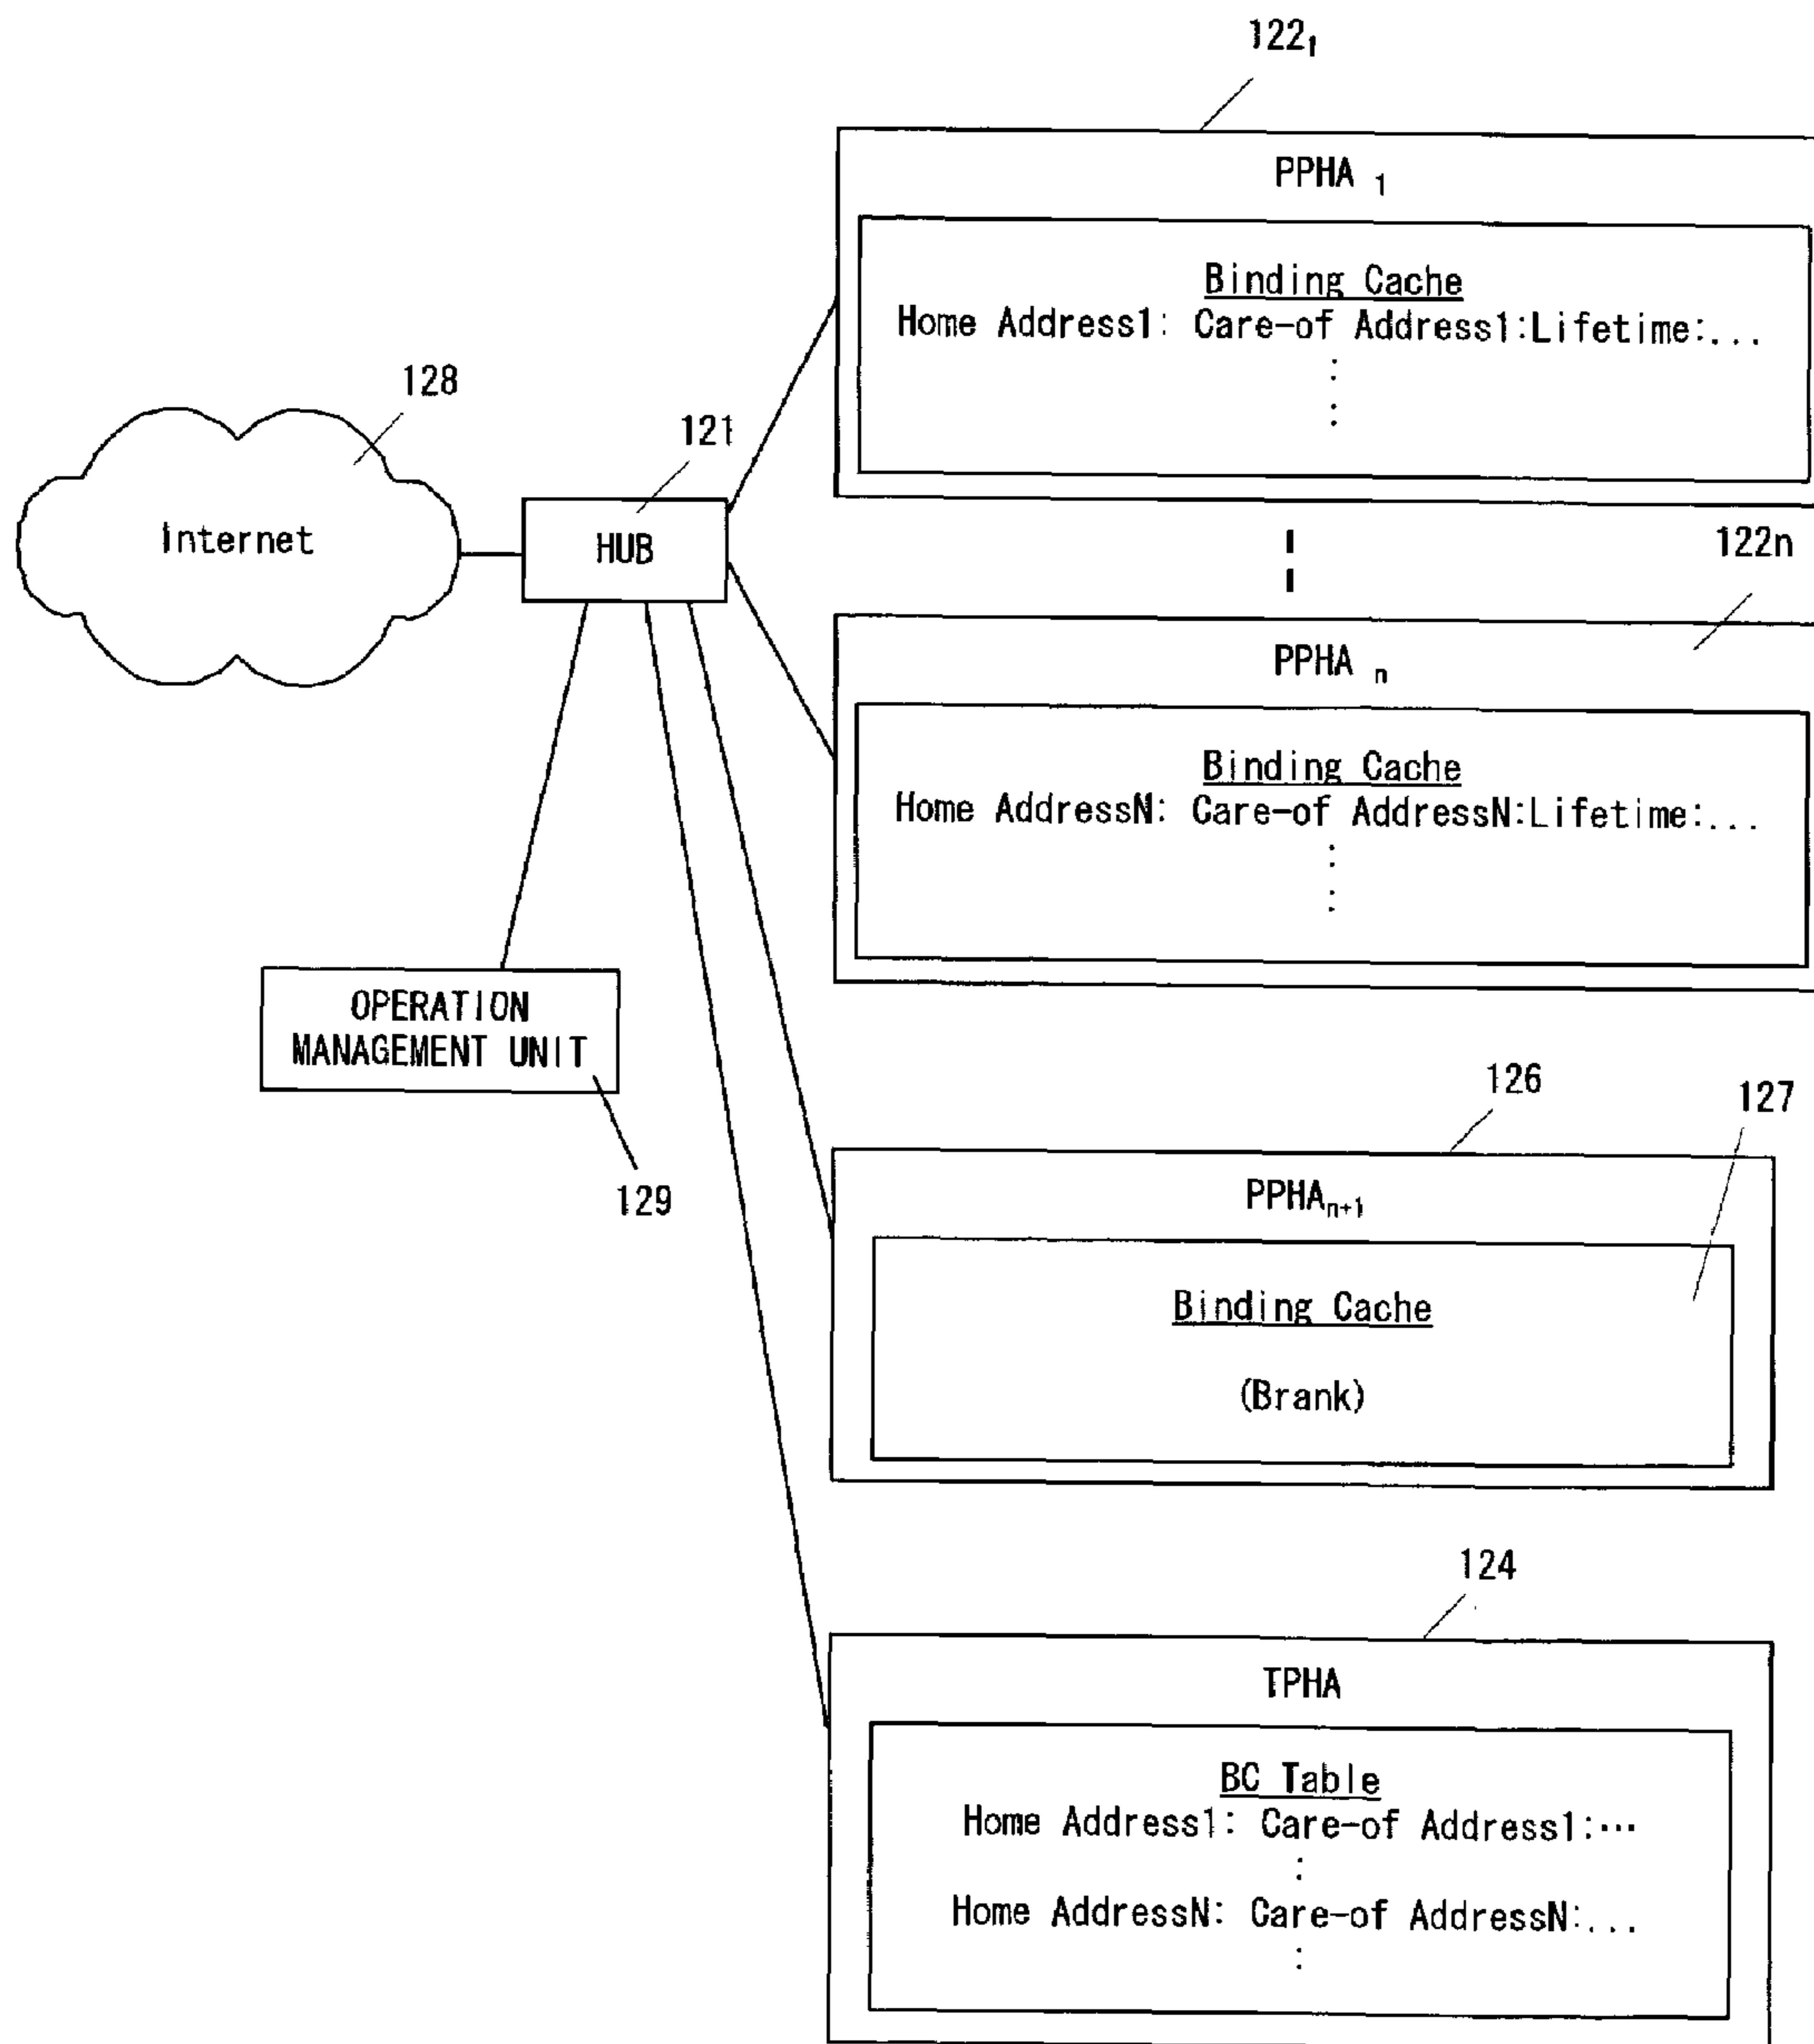 122₁
PPHA ₁
Binding Cache
Home Address1: Care-of Address1:Lifetime:...
128
121
Internet
HUB
122n
PPHA ₙ
Binding Cache
Home AddressN: Care-of AddressN:Lifetime:...
OPERATION
MANAGEMENT UNIT
129
126
127
PPHAₙ₊₁
Binding Cache
(Brank)
124
TPHA
BC Table
Home Address1: Care-of Address1:...
Home AddressN: Care-of AddressN:...